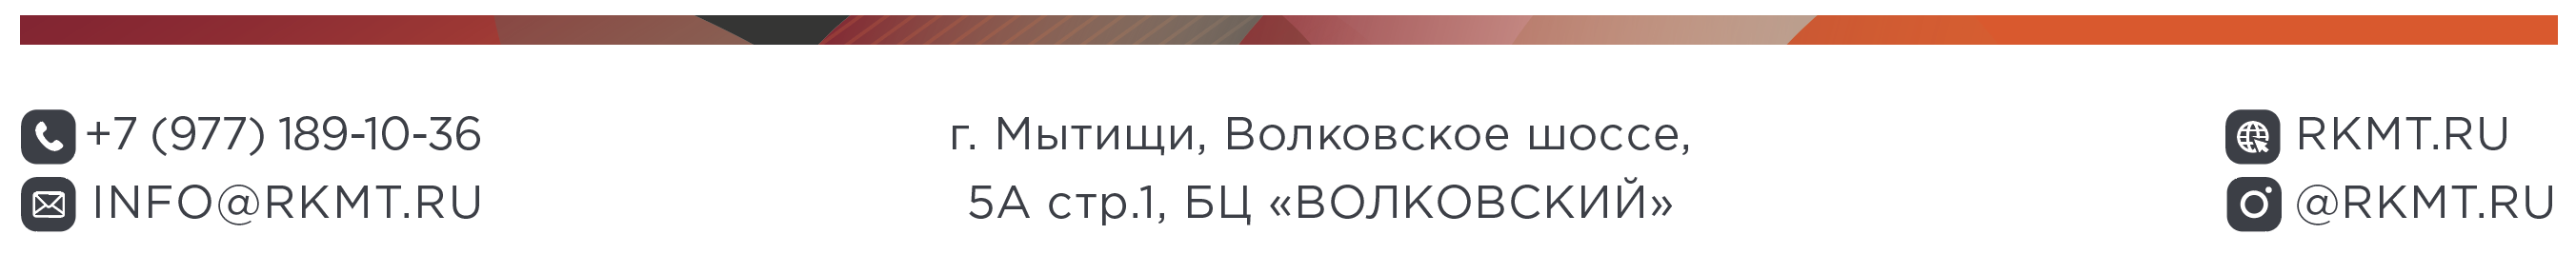 +7 (977) 189-10-36
INFO@RKMT.RU
г. Мытищи, Волковское шоссе,
5А стр.1, БЦ «ВОЛКОВСКИЙ»
RKMT.RU
@RKMT.RU